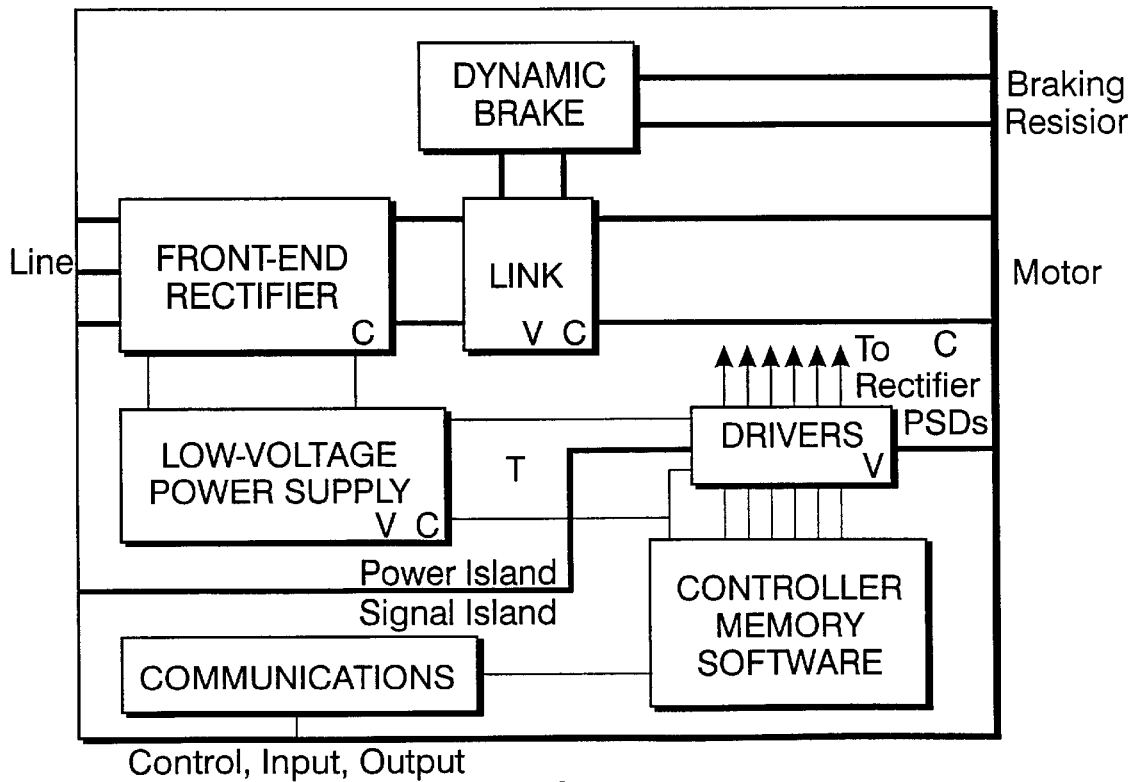 DYNAMIC
BRAKE
Braking
Resisior
Line
FRONT-END
RECTIFIER
C
LINK
V C
Motor
To C
Rectifier
PSDs
LOW-VOLTAGE
POWER SUPPLY
V C
T
DRIVERS
V
Power Island
Signal Island
CONTROLLER
MEMORY
SOFTWARE
COMMUNICATIONS
Control, Input, Output